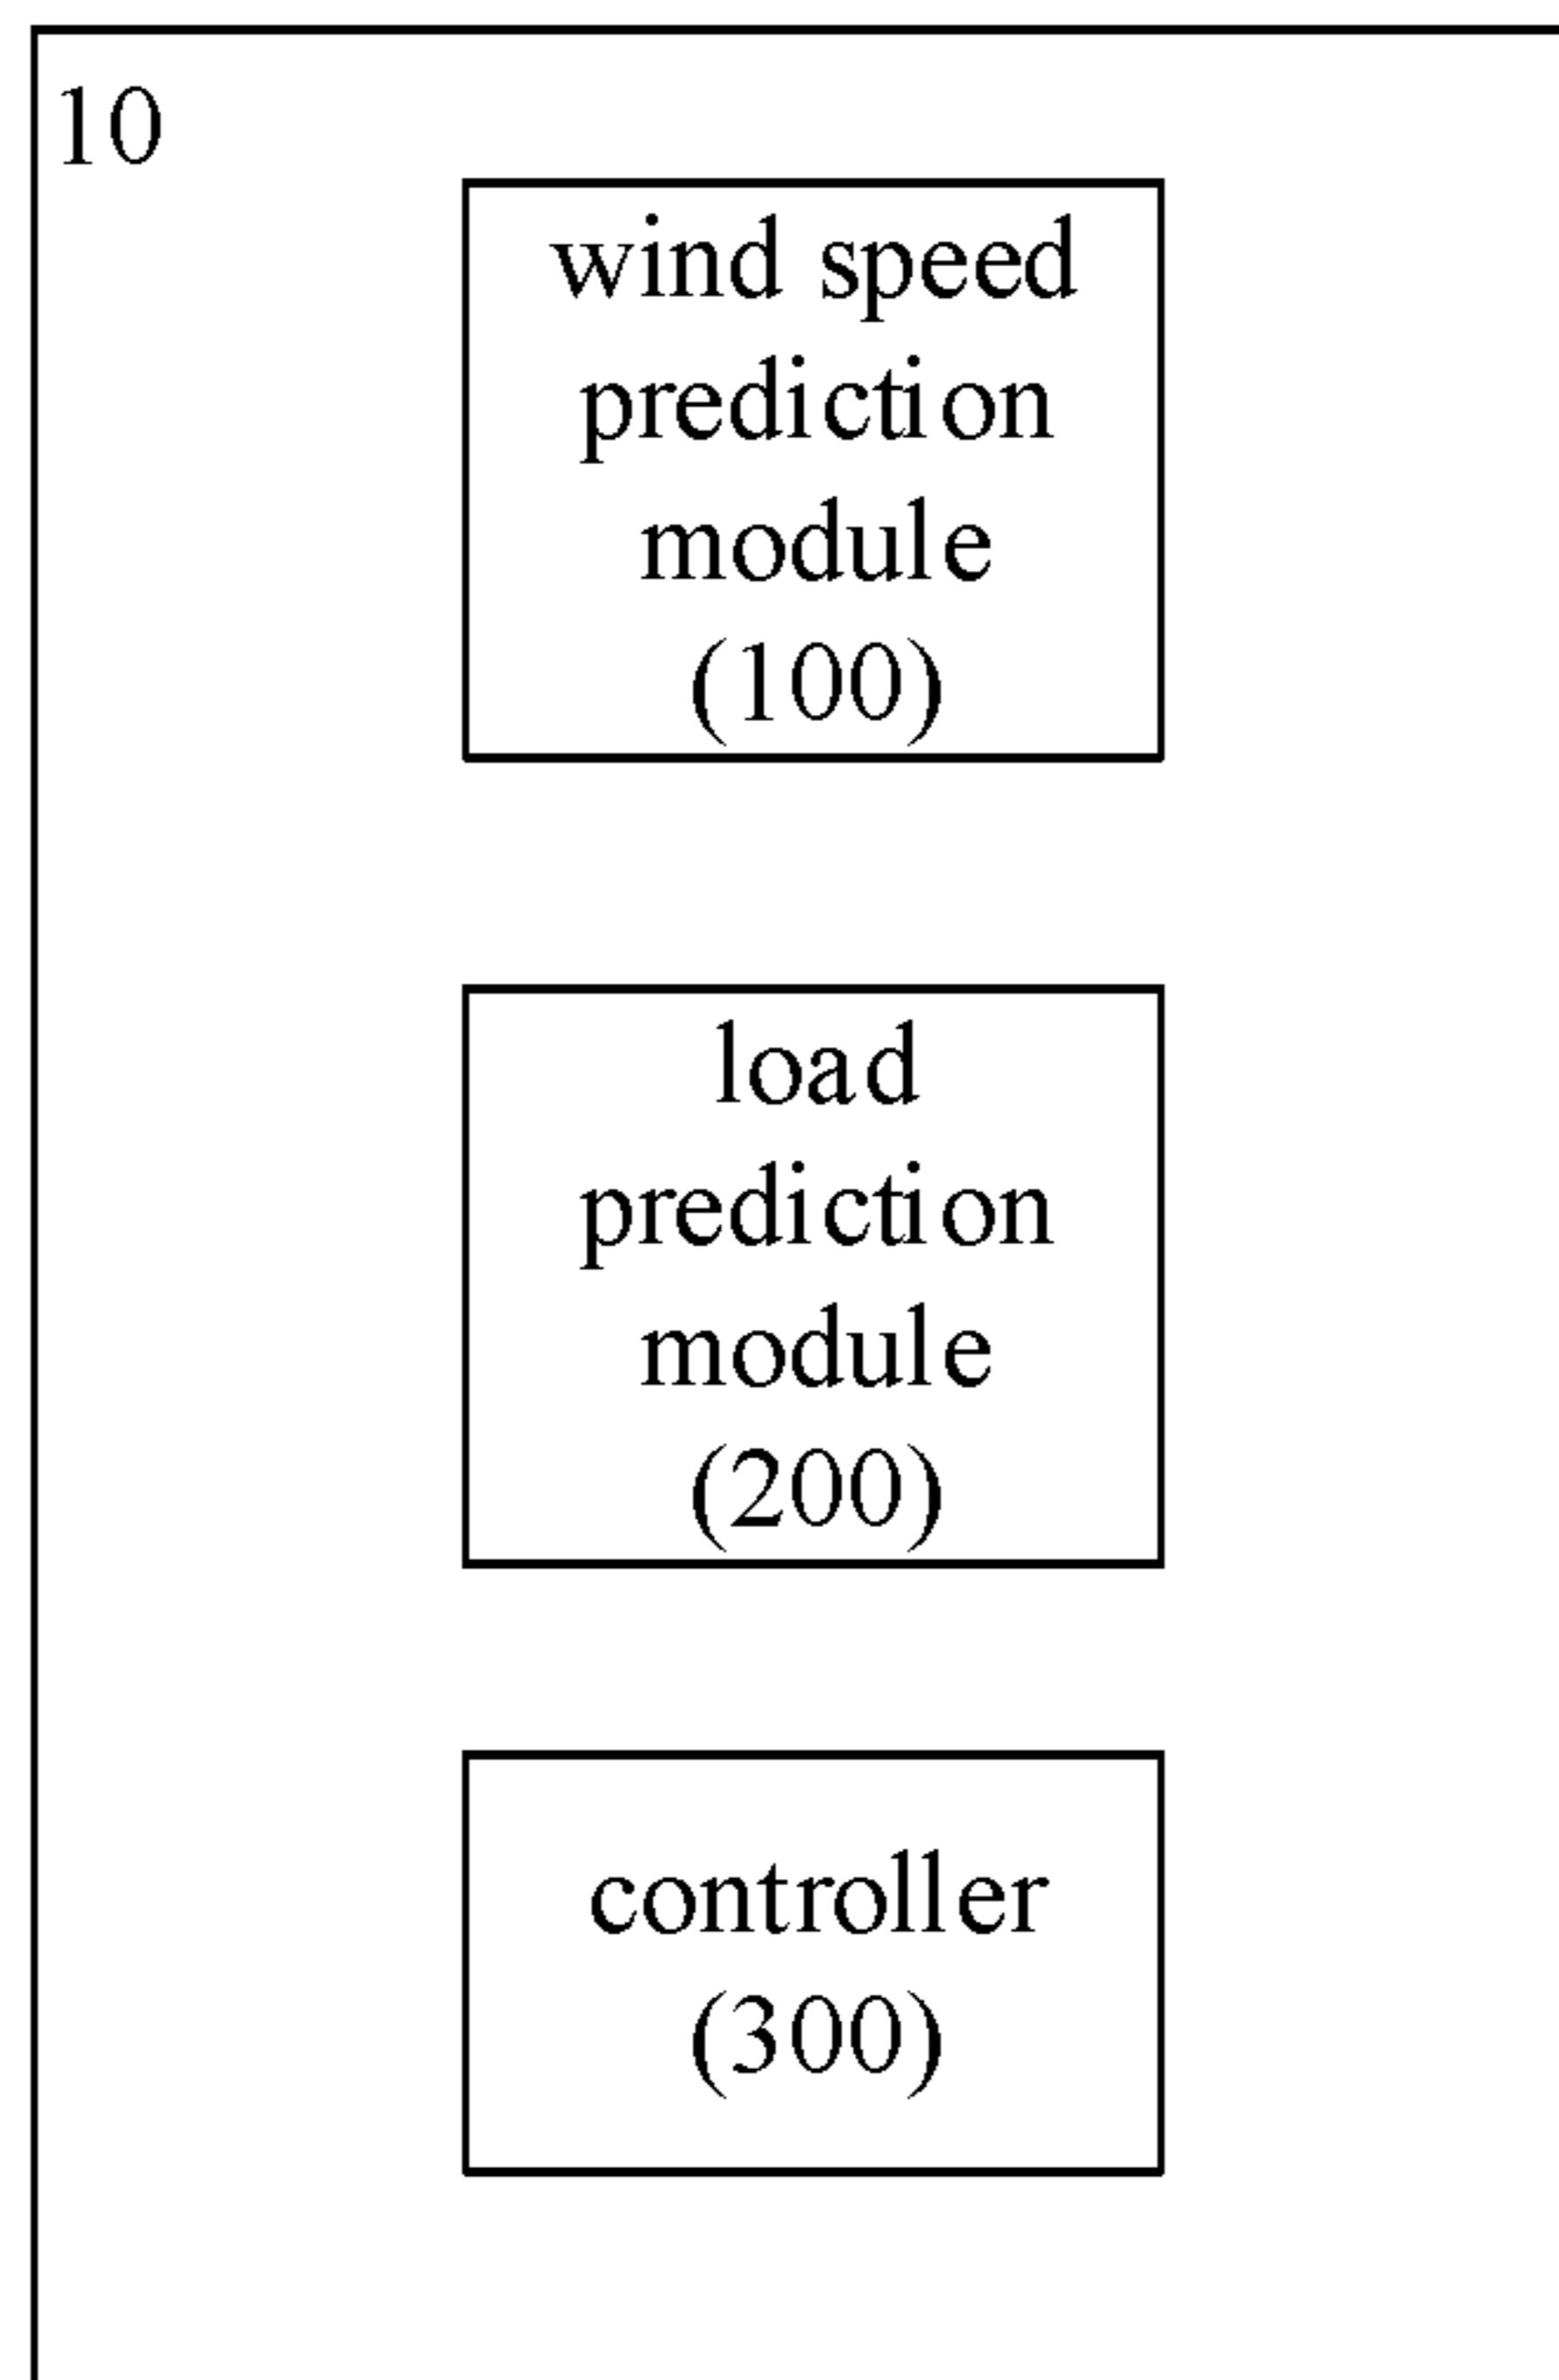 10
wind speed
prediction
module
(100)
load
prediction
module
(200)
controller
(300)